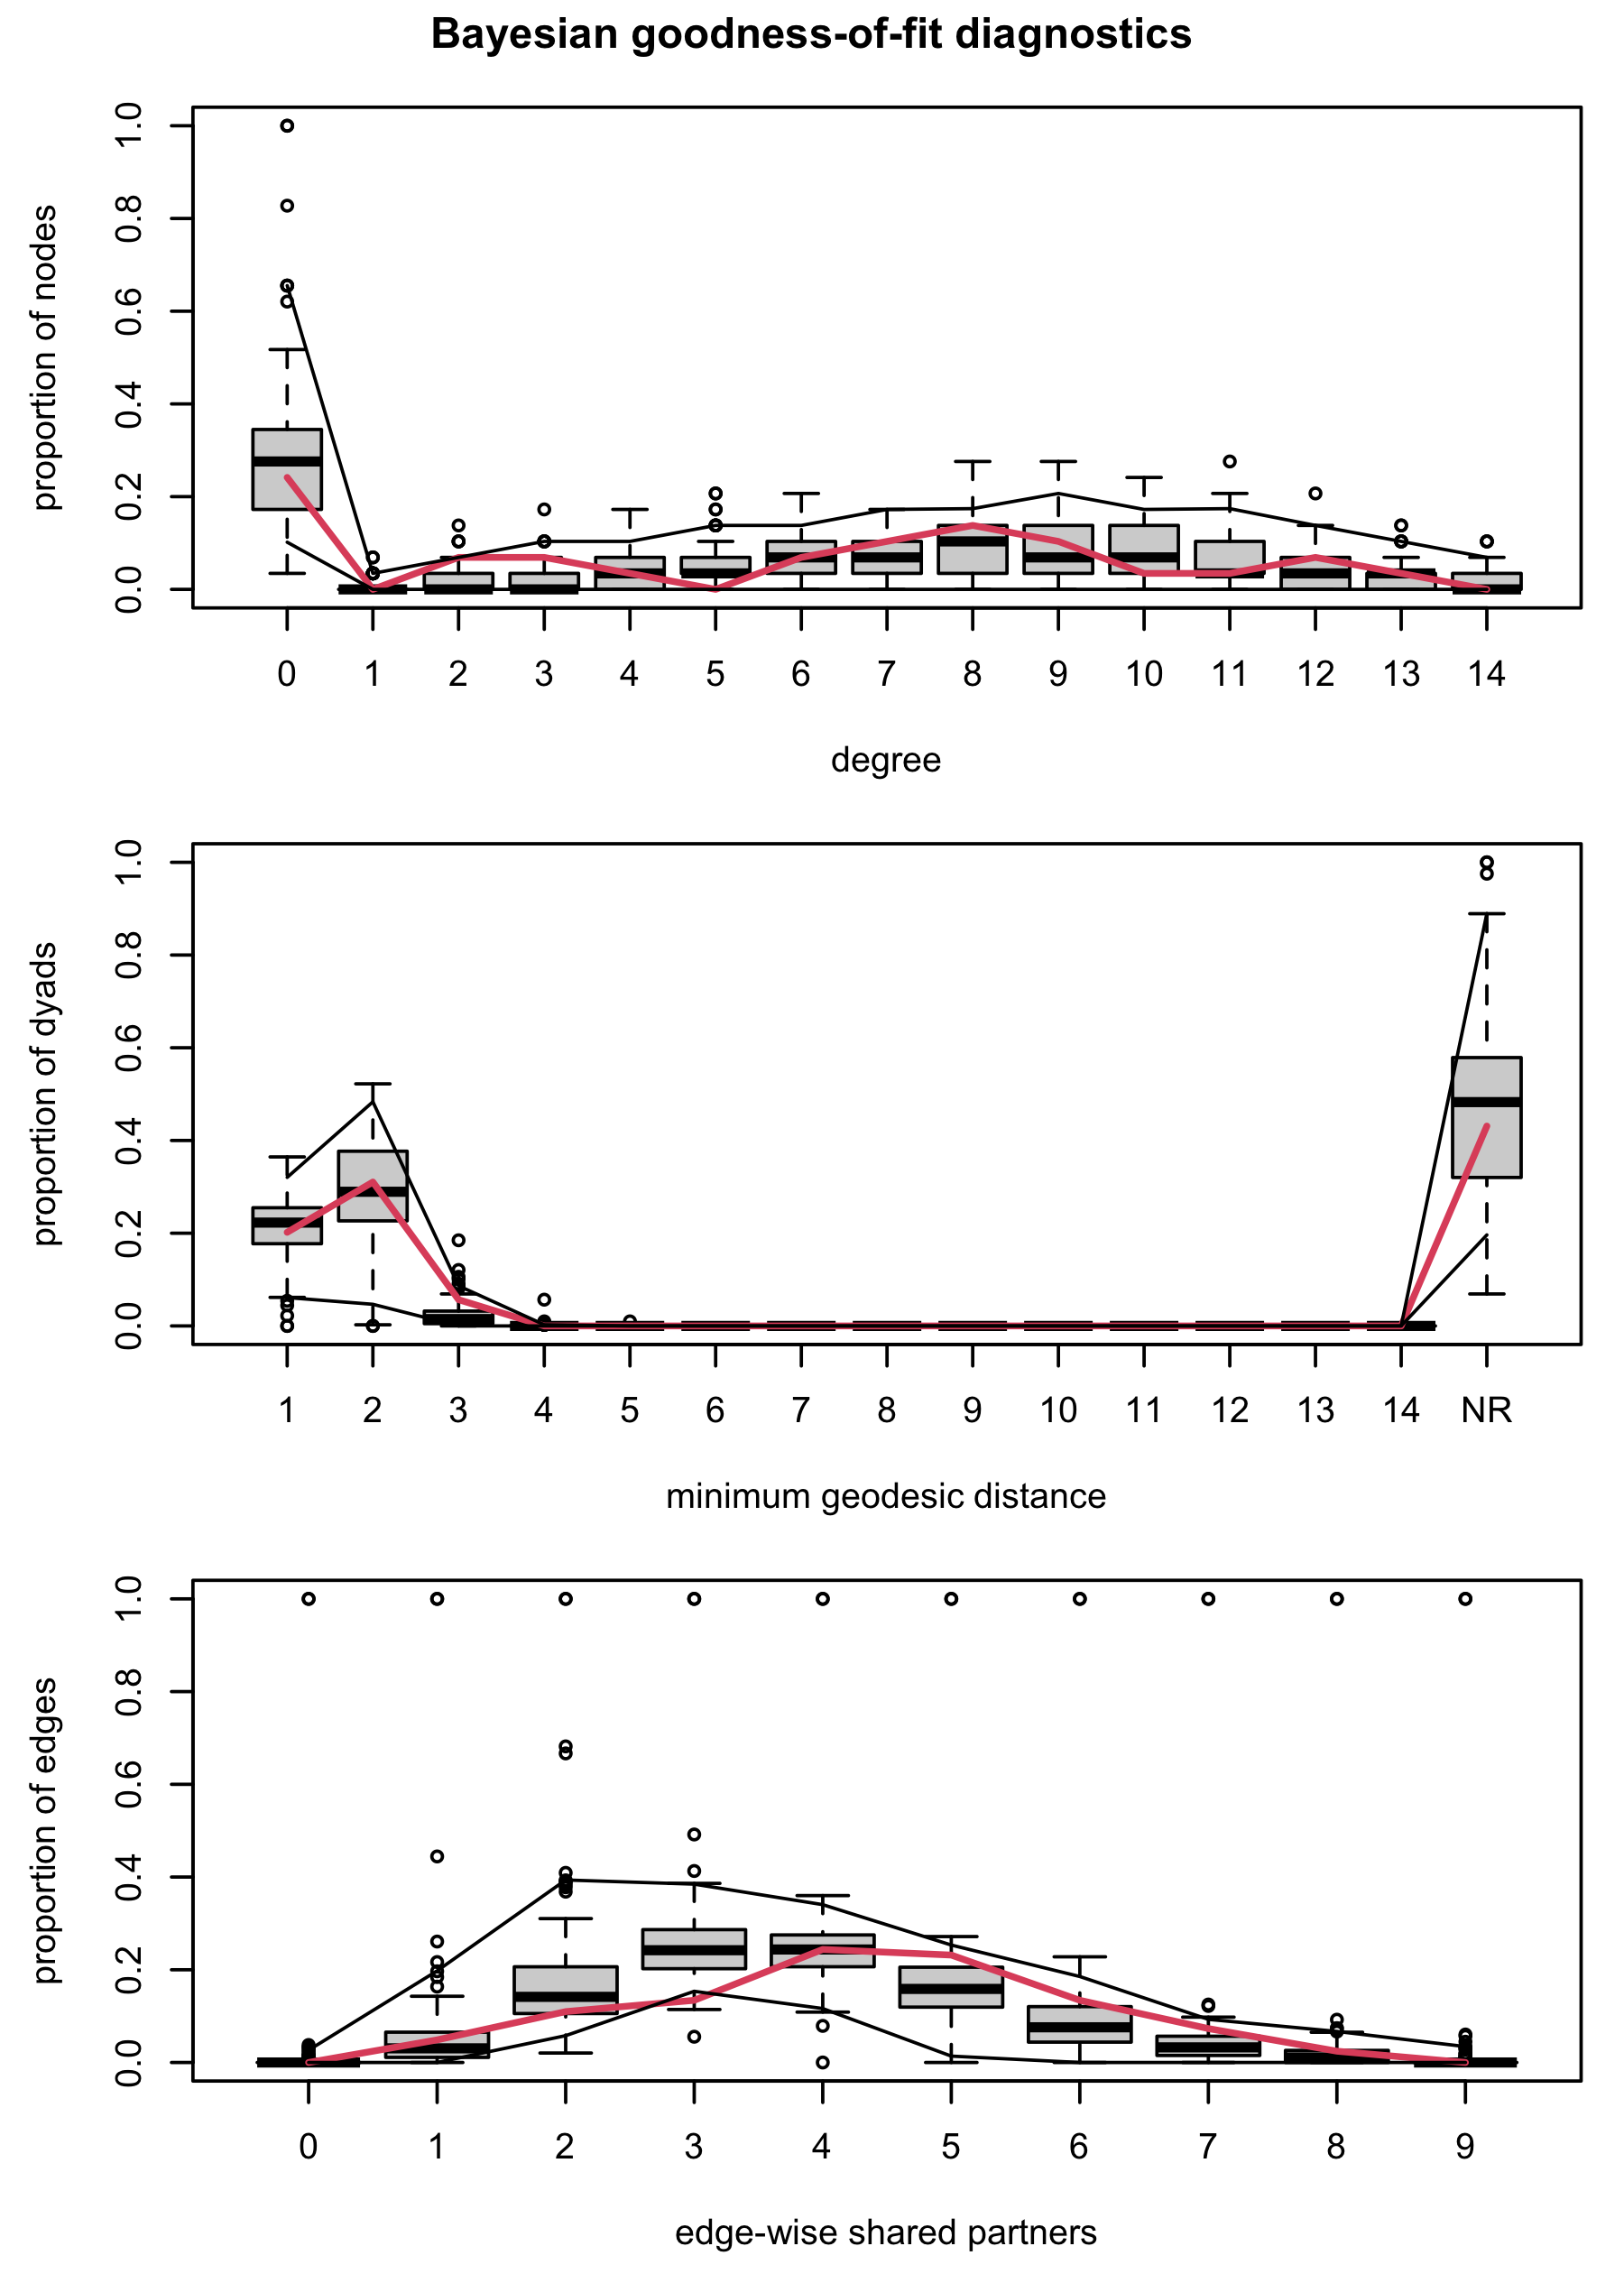 Bayesian goodness-of-fit diagnostics
proportion of nodes
1.0
0.8
0.6
0.4
0.2
0.0
0 1 2 3 4 5 6 7 8 9 10 11 12 13 14
degree
proportion of dyads
1.0
0.8
0.6
0.4
0.2
0.0
1 2 3 4 5 6 7 8 9 10 11 12 13 14 NR
minimum geodesic distance
proportion of edges
1.0
0.8
0.6
0.4
0.2
0.0
0 1 2 3 4 5 6 7 8 9
edge-wise shared partners